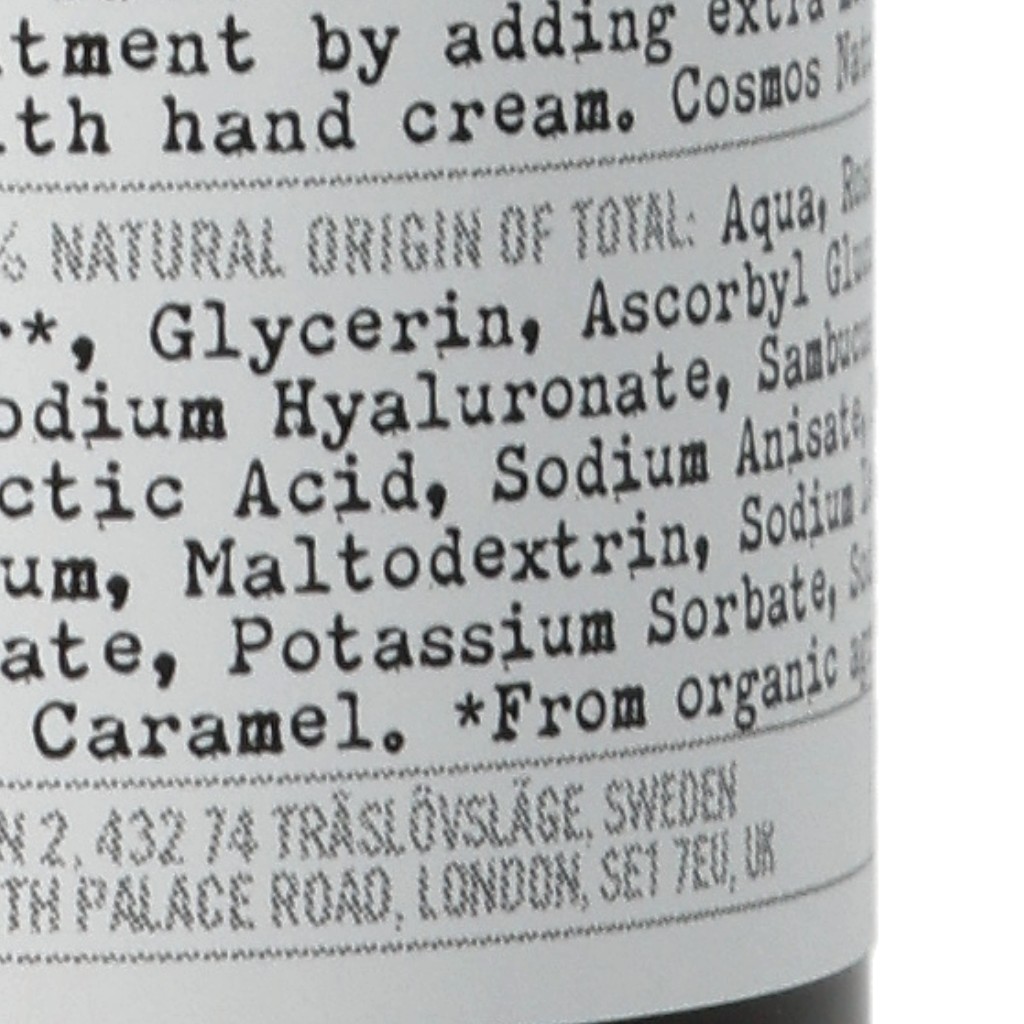 tment by adding extra
ith hand cream. Cosmos
% NATURAL ORIGIN OF TOTAL: Aqua,
*, Glycerin, Ascorbyl
odium Hyaluronate, Sambucus
ctic Acid, Sodium Anisate,
um, Maltodextrin, Sodium
ate, Potassium Sorbate,
Caramel. *From organic
N 2, 432 74 TRÄSLÖVSLÄGE, SWEDEN
TH PALACE ROAD, LONDON, SE1 7EU, UK